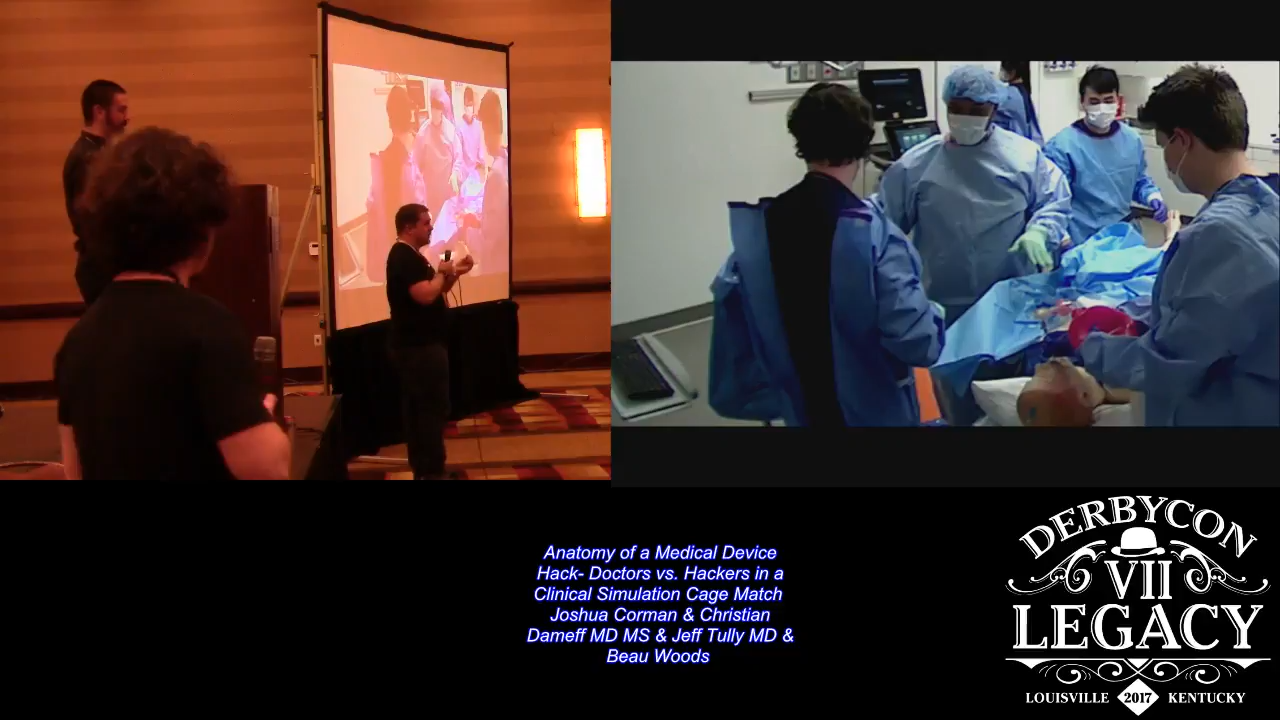 Anatomy of a Medical Device
Hack- Doctors vs. Hackers in a
Clinical Simulation Cage Match
Joshua Corman & Christian
Dameff MD MS & Jeff Tully MD &
Beau Woods
DERBYCON
VII
LEGACY
LOUISVILLE 2017 KENTUCKY